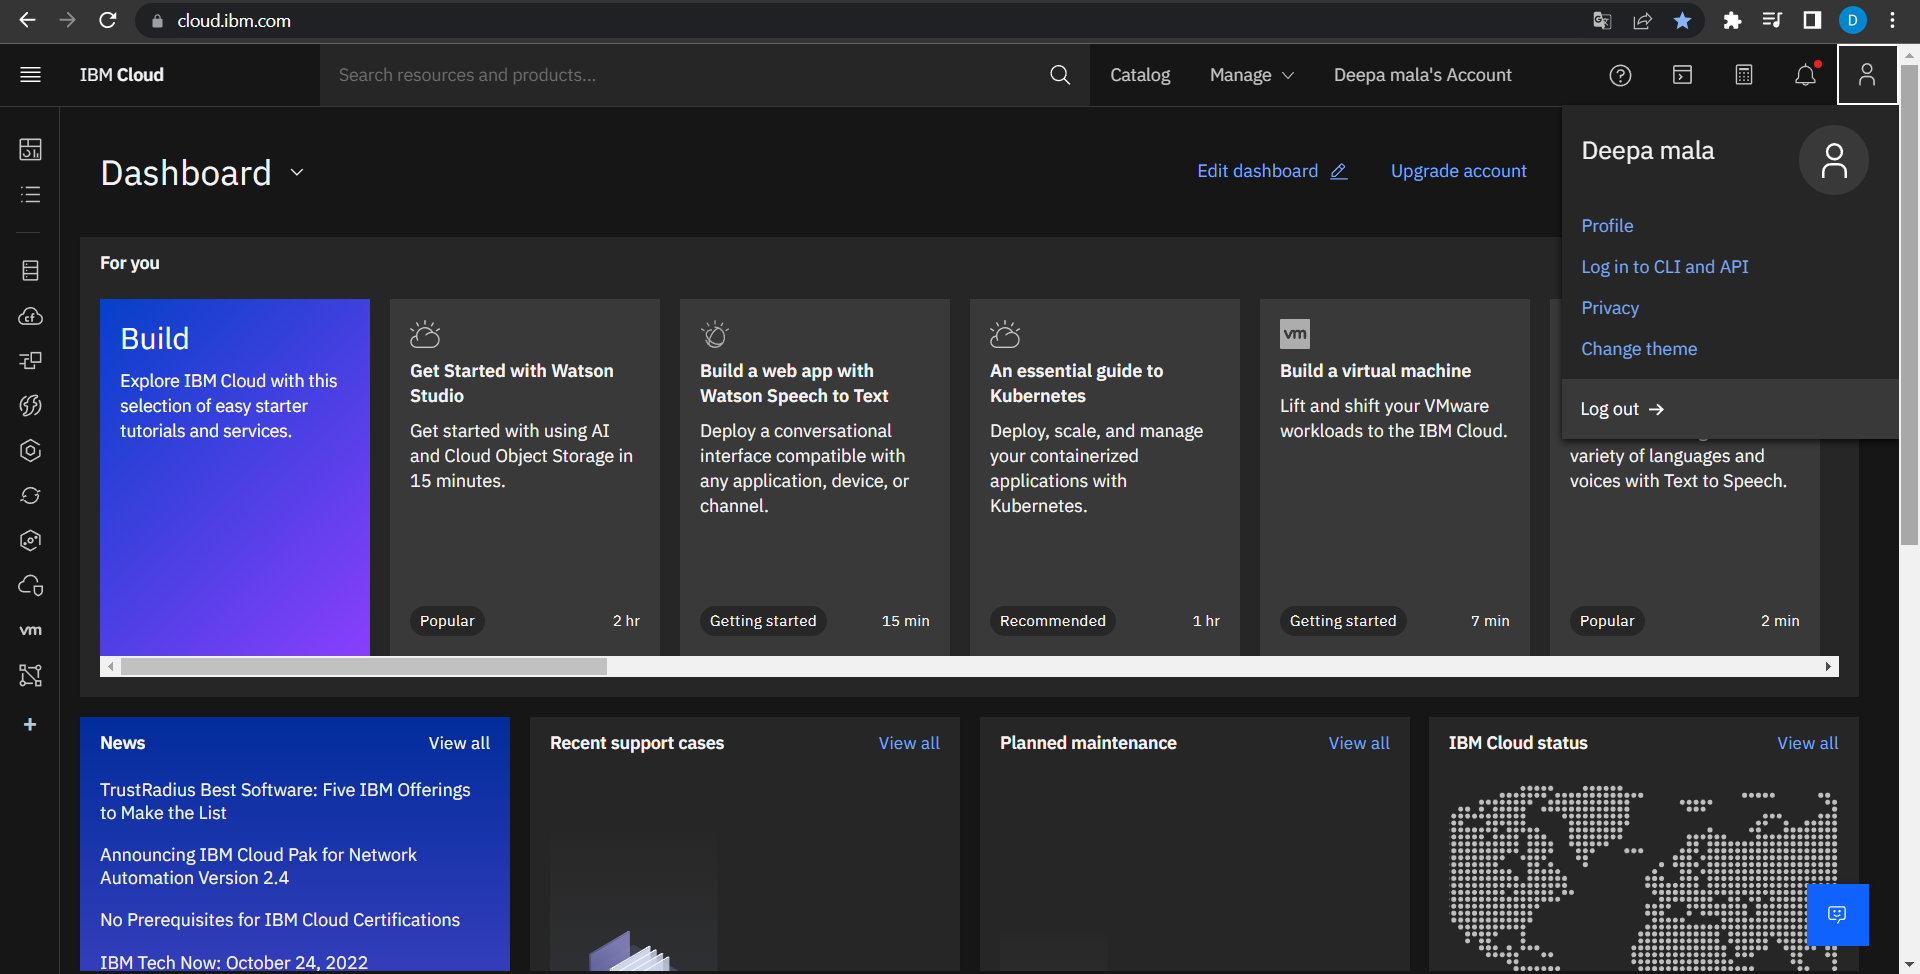 cloud.ibm.com
D
IBM Cloud
Search resources and products...
Catalog
Manage
Deepa mala's Account
Deepa mala
Profile
Log in to CLI and API
Privacy
Change theme
Log out
Dashboard
Edit dashboard
Upgrade account
For you
Build
Explore IBM Cloud with this
selection of easy starter
tutorials and services.
Get Started with Watson
Studio
Get started with using AI
and Cloud Object Storage in
15 minutes.
Popular
2 hr
Build a web app with
Watson Speech to Text
Deploy a conversational
interface compatible with
any application, device, or
channel.
Getting started
15 min
An essential guide to
Kubernetes
Deploy, scale, and manage
your containerized
applications with
Kubernetes.
Recommended
1 hr
vm
Build a virtual machine
Lift and shift your VMware
workloads to the IBM Cloud.
Getting started
7 min
variety of languages and
voices with Text to Speech.
Popular
2 min
cf
vm
News
View all
TrustRadius Best Software: Five IBM Offerings
to Make the List
Announcing IBM Cloud Pak for Network
Automation Version 2.4
No Prerequisites for IBM Cloud Certifications
IBM Tech Now: October 24, 2022
Recent support cases
View all
Planned maintenance
View all
IBM Cloud status
View all